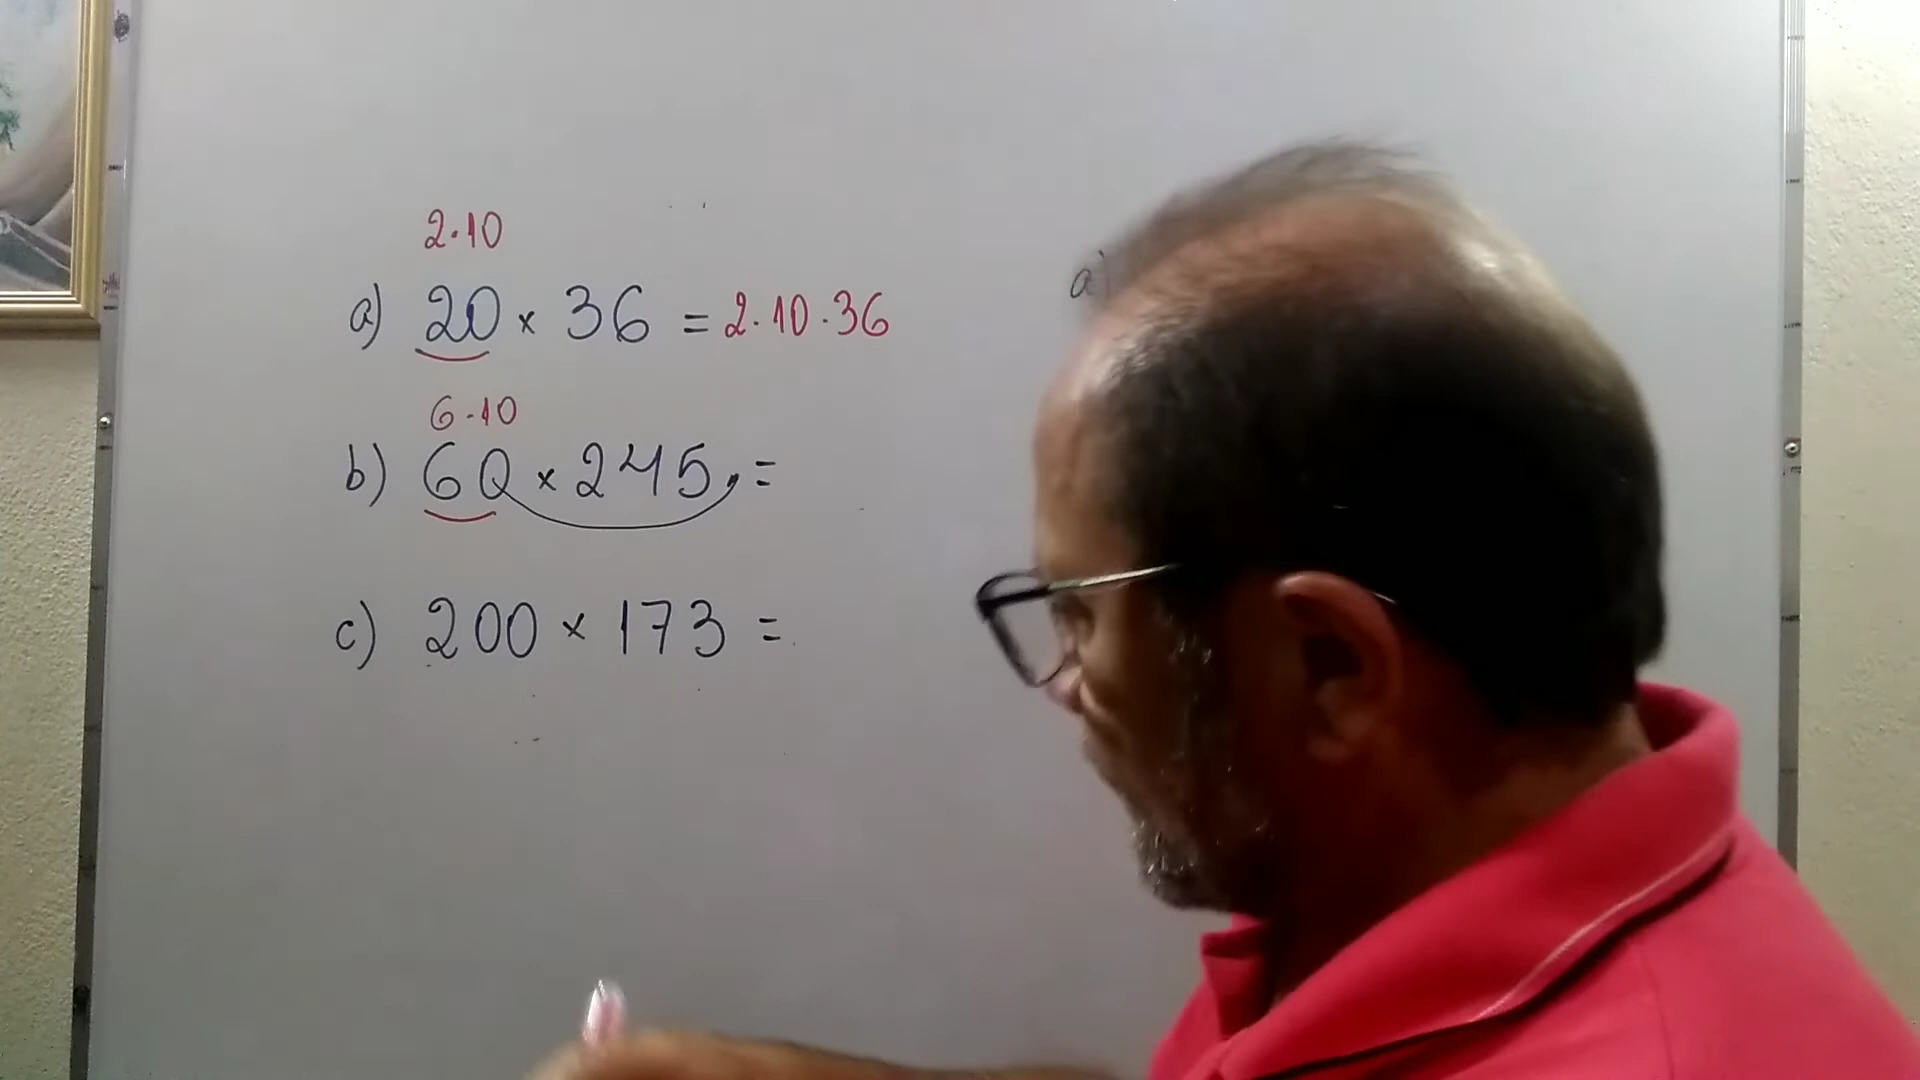 2·10
a) 20 × 36 = 2·10·36
6·10
b) 60 × 245, =
c) 200 × 173 =
a)